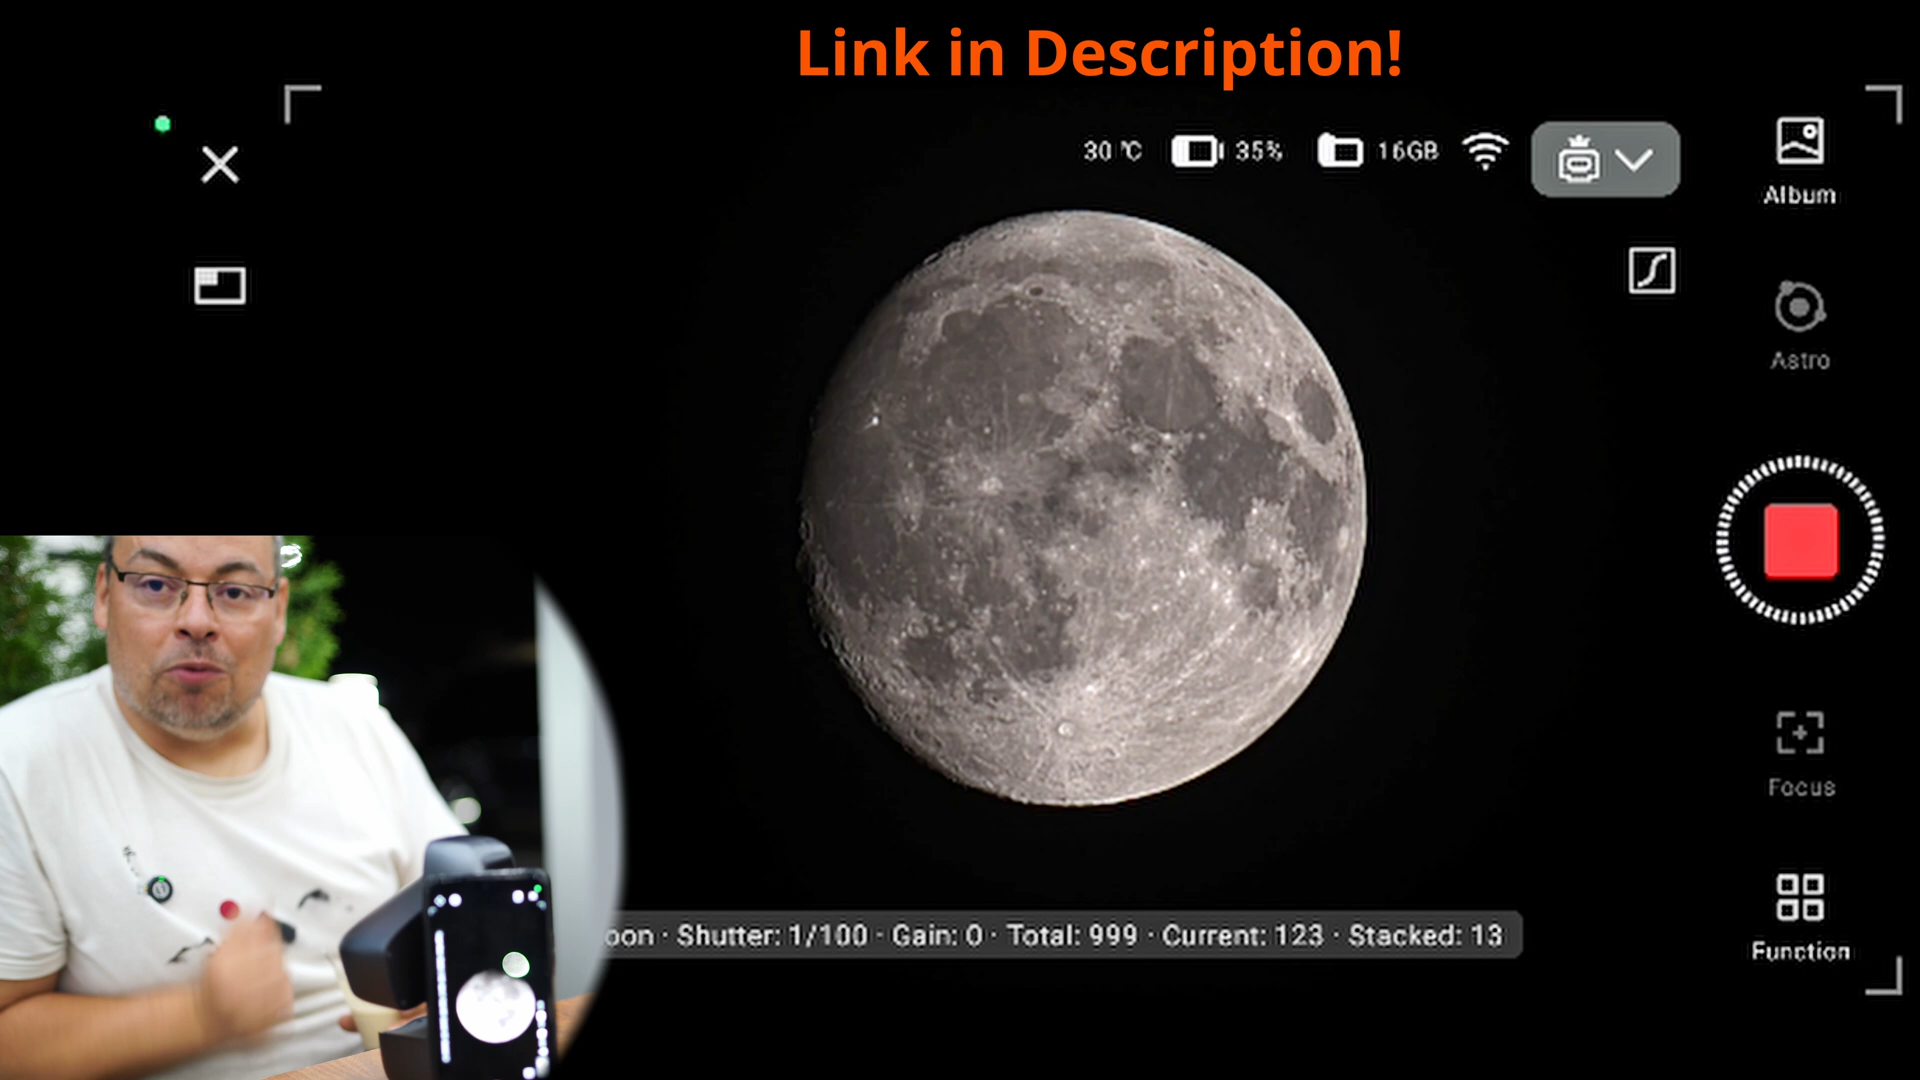 Link in Description!
30 ℃ 35% 16GB
Album
Astro
Focus
oon · Shutter: 1/100 · Gain: 0 · Total: 999 · Current: 123 · Stacked: 13
Function